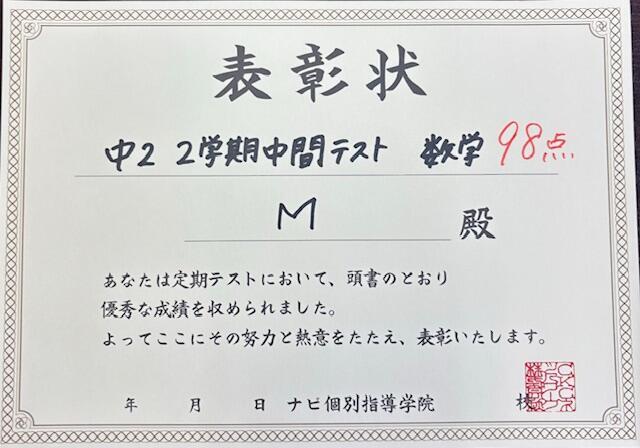 表彰状
中2 2学期中間テスト 数学 98点
M 殿
あなたは定期テストにおいて、頭書のとおり
優秀な成績を収められました。
よってここにその努力と熱意をたたえ、表彰いたします。
年 月 日 ナビ個別指導学院 校